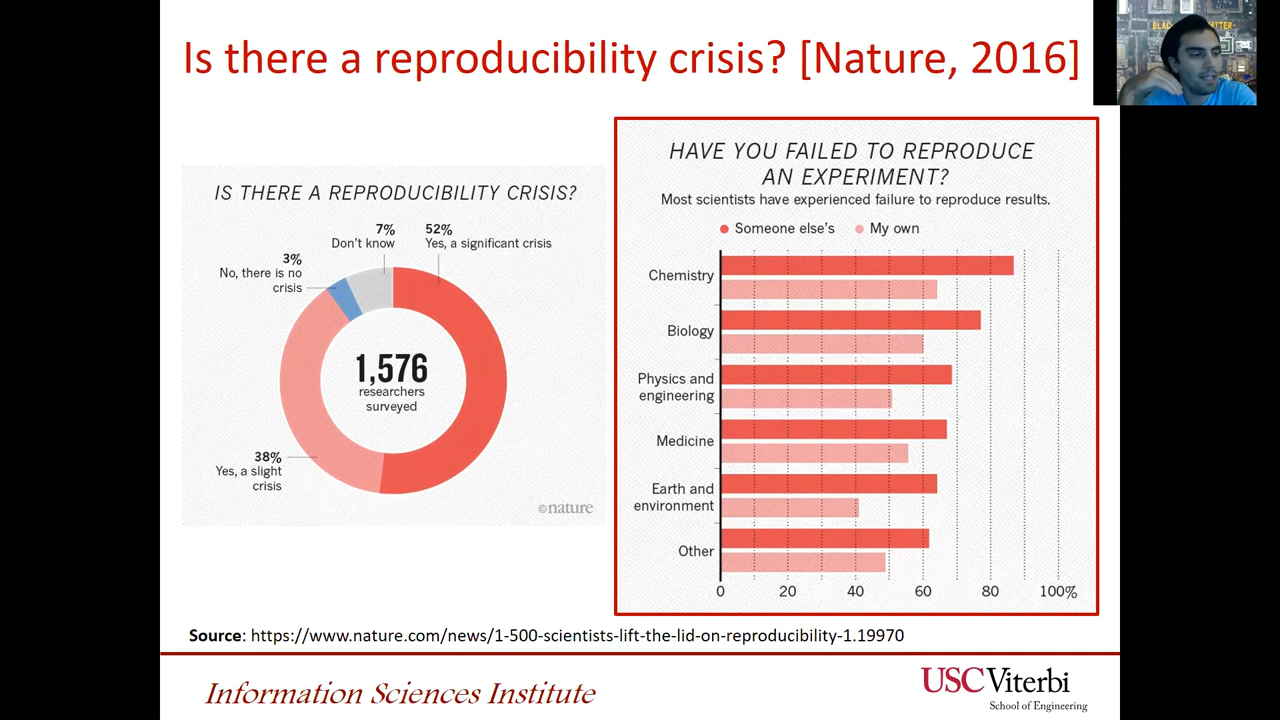 Is there a reproducibility crisis? [Nature, 2016]
IS THERE A REPRODUCIBILITY CRISIS?
7%
Don't know
52%
Yes, a significant crisis
3%
No, there is no
crisis
1,576
researchers
surveyed
38%
Yes, a slight
crisis
©nature
HAVE YOU FAILED TO REPRODUCE
AN EXPERIMENT?
Most scientists have experienced failure to reproduce results.
Someone else's My own
Chemistry
Biology
Physics and
engineering
Medicine
Earth and
environment
Other
0 20 40 60 80 100%
Source: https://www.nature.com/news/1-500-scientists-lift-the-lid-on-reproducibility-1.19970
Information Sciences Institute
USC Viterbi
School of Engineering